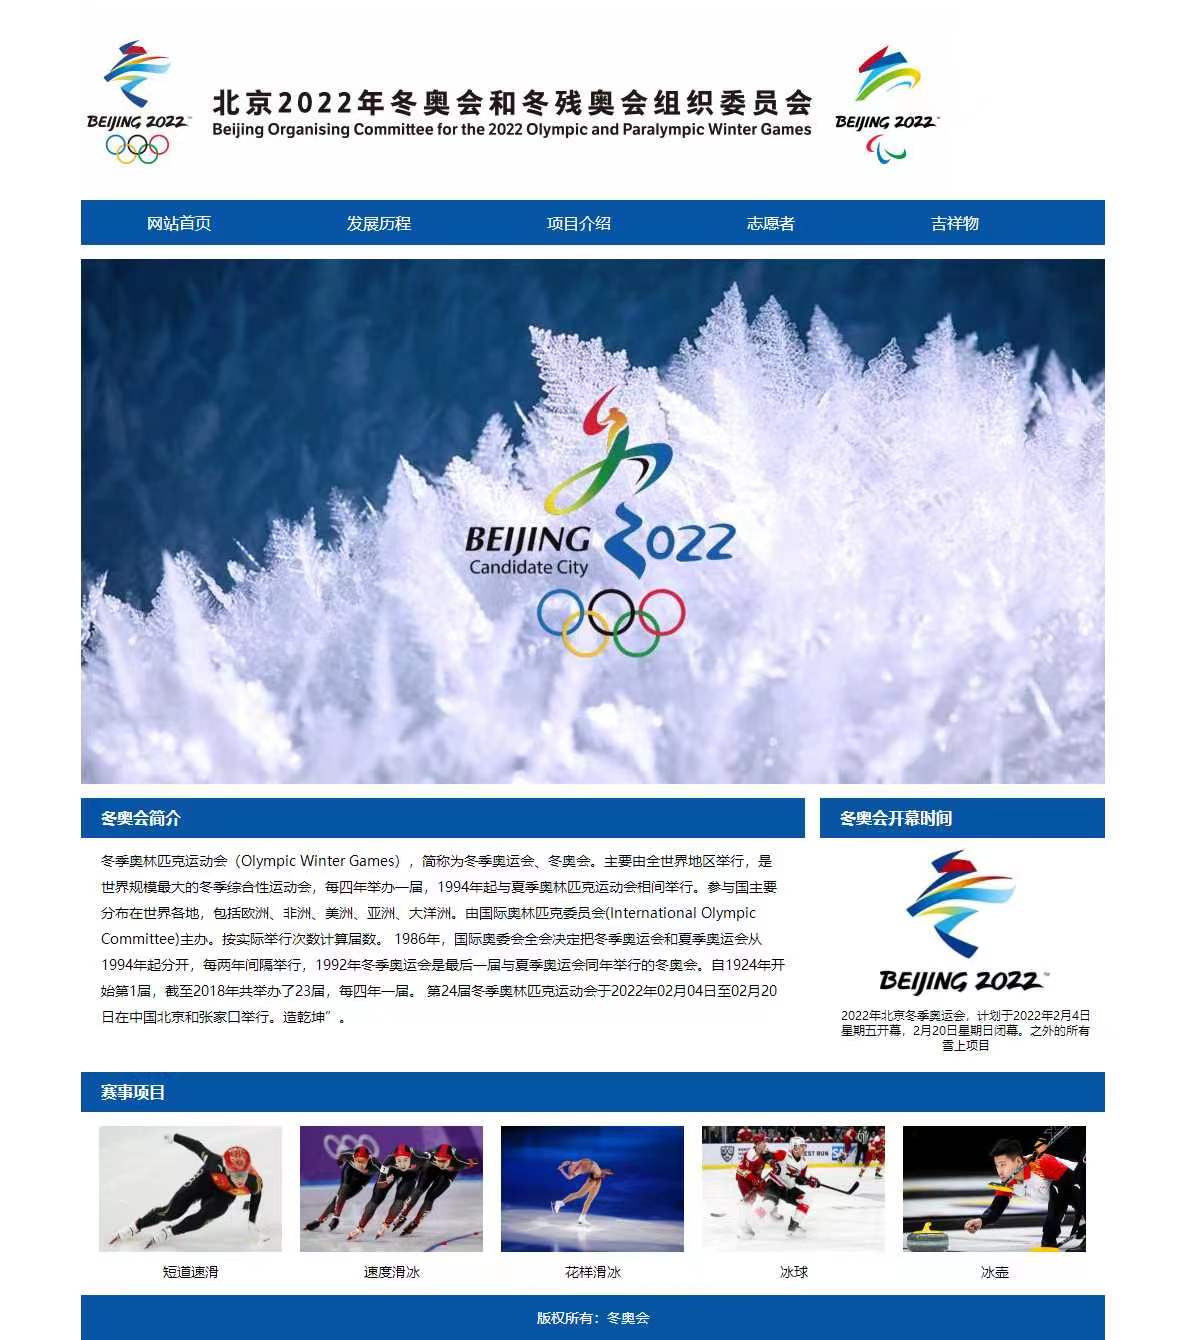 BEIJING 2022™
北京2022年冬奥会和冬残奥会组织委员会
Beijing Organising Committee for the 2022 Olympic and Paralympic Winter Games
BEIJING 2022™
网站首页 发展历程 项目介绍 志愿者 吉祥物
BEIJING 2022
Candidate City
冬奥会简介
冬季奥林匹克运动会（Olympic Winter Games），简称为冬季奥运会、冬奥会。主要由全世界地区举行，是
世界规模最大的冬季综合性运动会，每四年举办一届，1994年起与夏季奥林匹克运动会相间举行。参与国主要
分布在世界各地，包括欧洲、非洲、美洲、亚洲、大洋洲。由国际奥林匹克委员会(International Olympic
Committee)主办。按实际举行次数计算届数。 1986年，国际奥委会全会决定把冬季奥运会和夏季奥运会从
1994年起分开，每两年间隔举行，1992年冬季奥运会是最后一届与夏季奥运会同年举行的冬奥会。自1924年开
始第1届，截至2018年共举办了23届，每四年一届。 第24届冬季奥林匹克运动会于2022年02月04日至02月20
日在中国北京和张家口举行。造乾坤”。
冬奥会开幕时间
BEIJING 2022™
2022年北京冬季奥运会，计划于2022年2月4日
星期五开幕，2月20日星期日闭幕。之外的所有
雪上项目
赛事项目
短道速滑 速度滑冰 花样滑冰 冰球 冰壶
版权所有：冬奥会